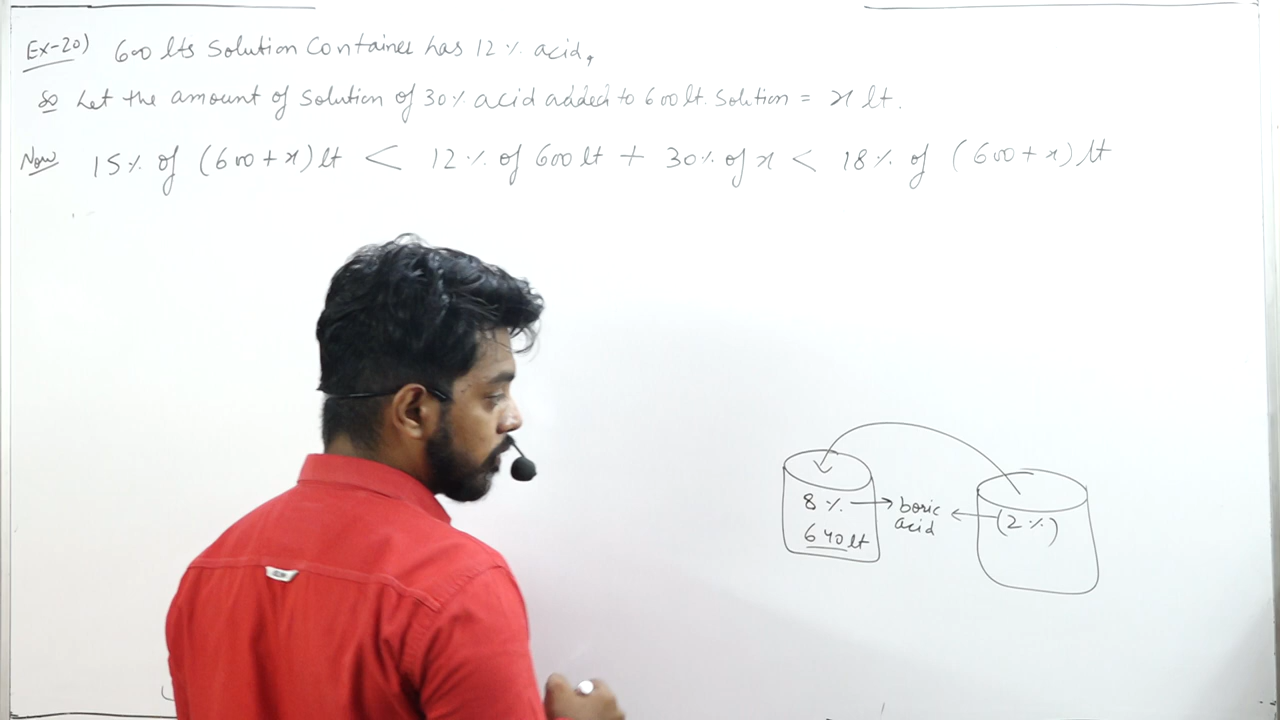 Ex-20) 600 lts Solution Container has 12% acid,
So Let the amount of Solution of 30% acid added to 600 lt. Solution = x lt.
Now 15% of (600 + x) lt < 12% of 600 lt + 30% of x < 18% of (600 + x) lt
8%
640 lt
boric
acid
(2%)